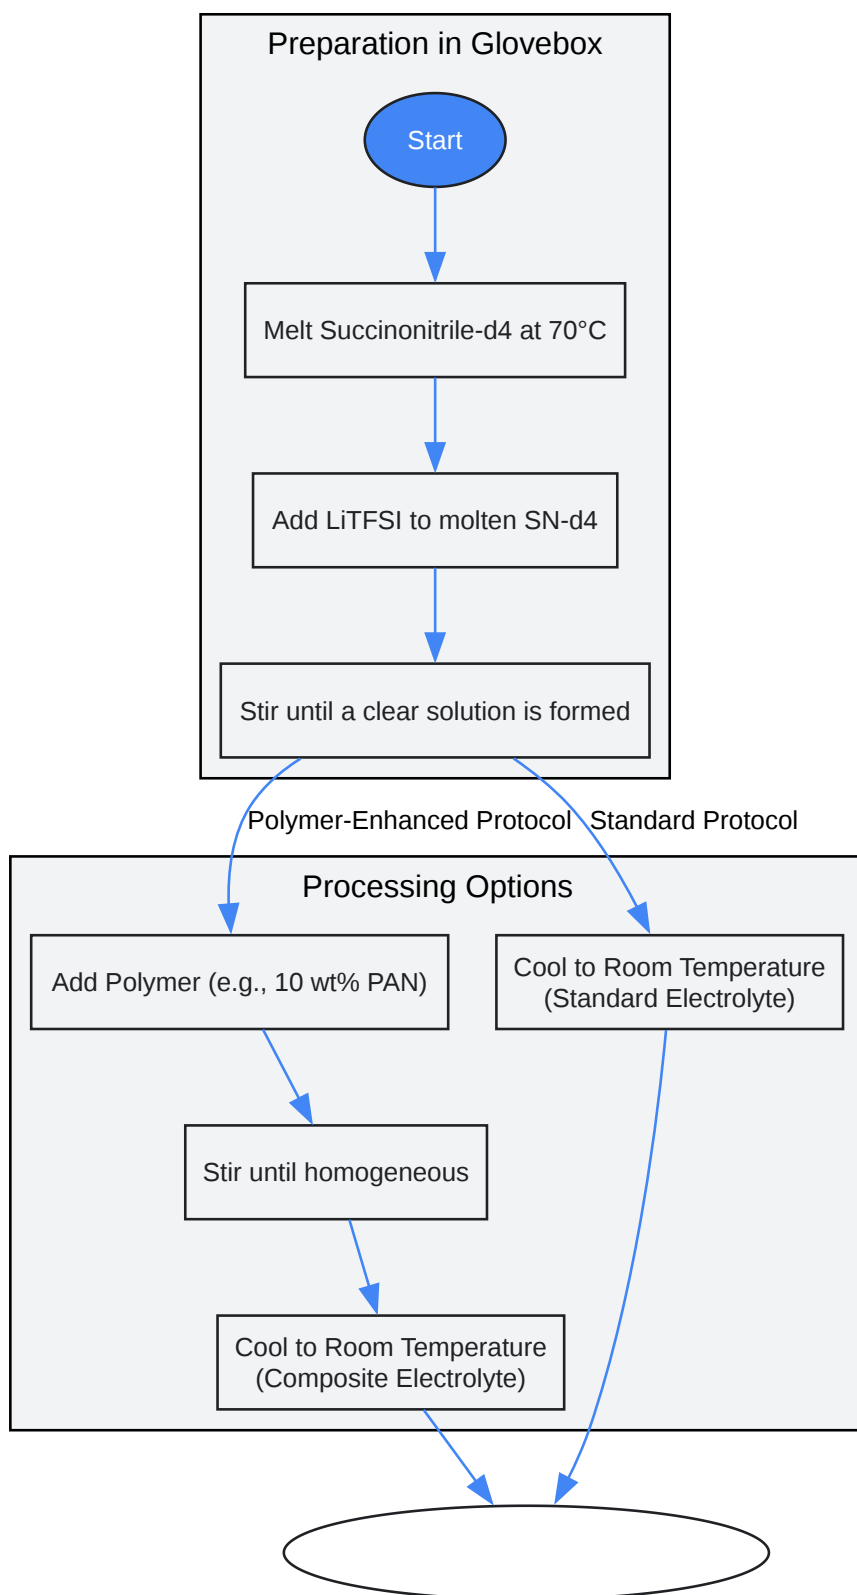 Preparation in Glovebox
Start
Melt Succinonitrile-d4 at 70°C
Add LiTFSI to molten SN-d4
Stir until a clear solution is formed
Polymer-Enhanced Protocol
Standard Protocol
Processing Options
Add Polymer (e.g., 10 wt% PAN)
Cool to Room Temperature
(Standard Electrolyte)
Stir until homogeneous
Cool to Room Temperature
(Composite Electrolyte)